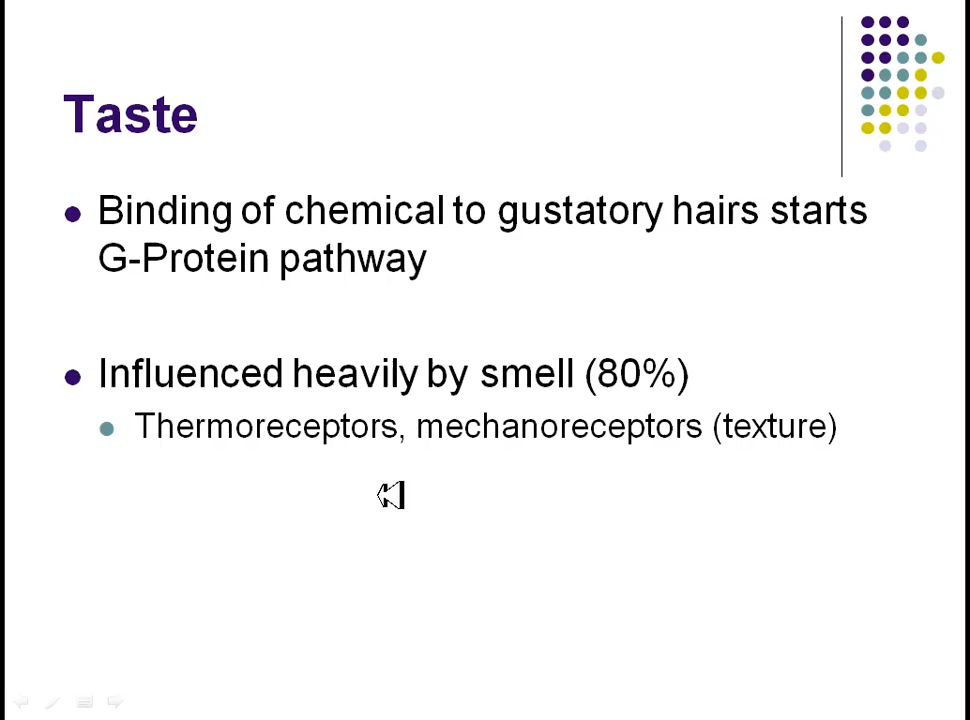 Taste
Binding of chemical to gustatory hairs starts
G-Protein pathway
Influenced heavily by smell (80%)
Thermoreceptors, mechanoreceptors (texture)